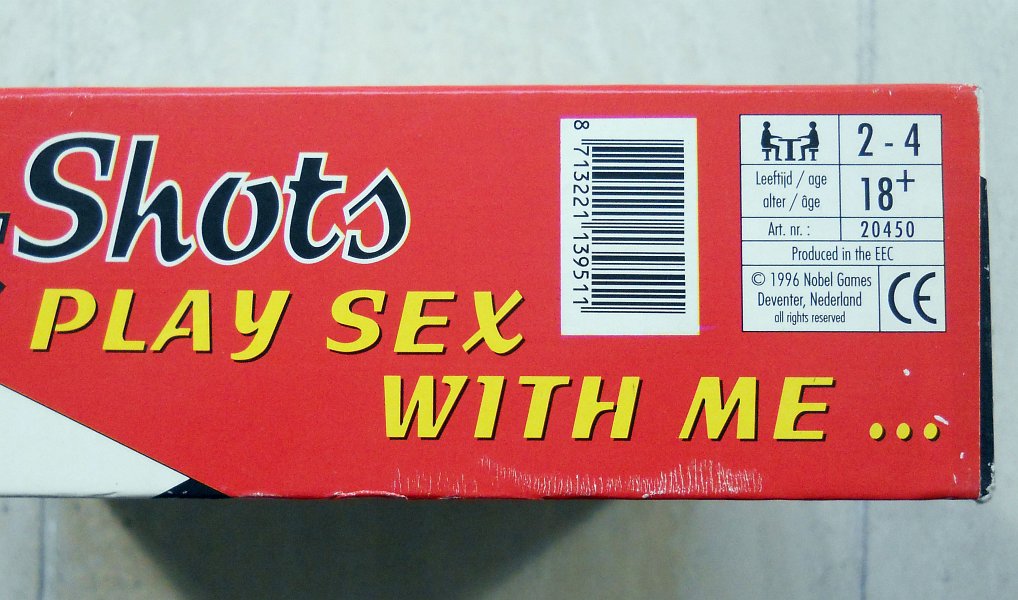 -Shots
PLAY SEX
WITH ME ...
8 713221 139511
2 - 4
Leeftijd / age
alter / âge
18+
Art. nr. :
20450
Produced in the EEC
© 1996 Nobel Games
Deventer, Nederland
all rights reserved
CE